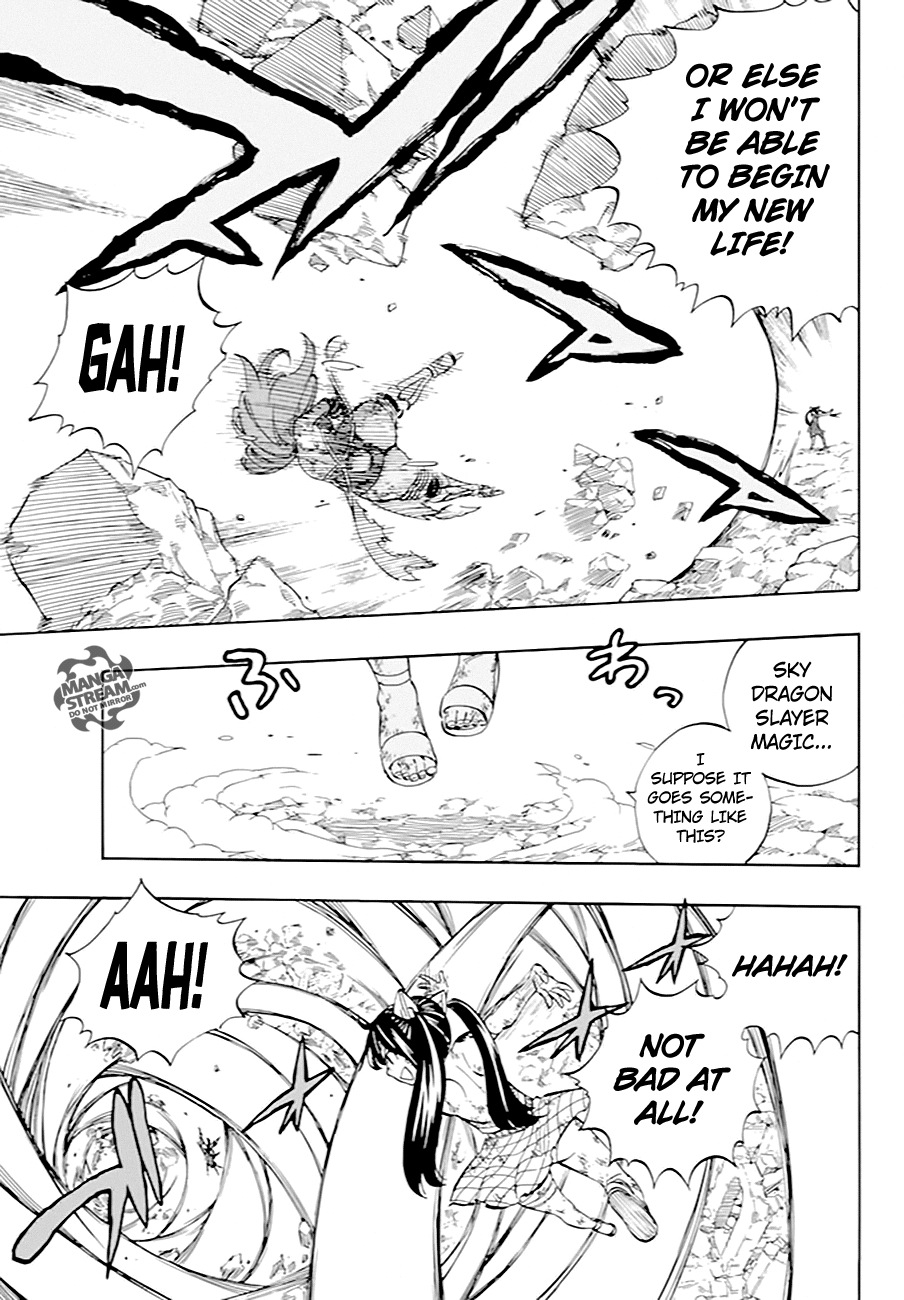 OR ELSE
I WON'T
BE ABLE
TO BEGIN
MY NEW
LIFE!
GAH!
SKY
DRAGON
SLAYER
MAGIC...
I
SUPPOSE IT
GOES SOME-
THING LIKE
THIS?
わっ
ふ
MANGA
STREAM.com
DO NOT MIRROR
HAHAH!
NOT
BAD AT
ALL!
AAH!